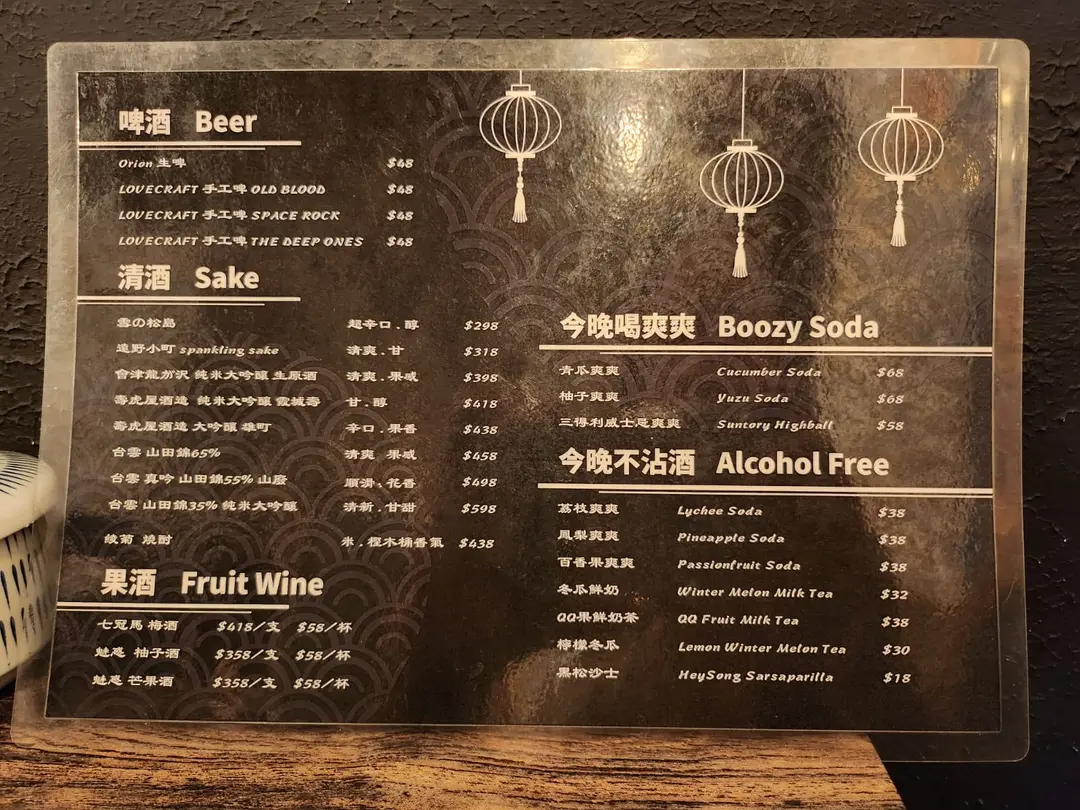 啤酒 Beer
Orion 生啤 $48
LOVECRAFT 手工啤 OLD BLOOD $48
LOVECRAFT 手工啤 SPACE ROCK $48
LOVECRAFT 手工啤 THE DEEP ONES $48
清酒 Sake
雲の松島 超辛口.醇 $298
遠野小町 spankling sake 清爽.甘 $318
會津龍が沢 純米大吟釀 生原酒 清爽.果咸 $398
壽虎屋酒造 純米大吟釀 霞城壽 甘.醇 $418
壽虎屋酒造 大吟釀 雄町 辛口.果香 $438
台雲 山田錦65% 清爽 果咸 $458
台雲 真吟 山田錦55% 山廢 順滑.花香 $498
台雲 山田錦35% 純米大吟釀 清新.甘甜 $598
綾菊 燒酎 米.樫木桶香氣 $438
果酒 Fruit Wine
七冠馬 梅酒 $418/支 $58/杯
魅惑 柚子酒 $358/支 $58/杯
魅惑 芒果酒 $358/支 $58/杯
今晚喝爽爽 Boozy Soda
青瓜爽爽 Cucumber Soda $68
柚子爽爽 Yuzu Soda $68
三得利威士忌爽爽 Suntory Highball $58
今晚不沾酒 Alcohol Free
荔枝爽爽 Lychee Soda $38
鳳梨爽爽 Pineapple Soda $38
百香果爽爽 Passionfruit Soda $38
冬瓜鮮奶 Winter Melon Milk Tea $32
QQ果鮮奶茶 QQ Fruit Milk Tea $38
檸檬冬瓜 Lemon Winter Melon Tea $30
黑松沙士 HeySong Sarsaparilla $18